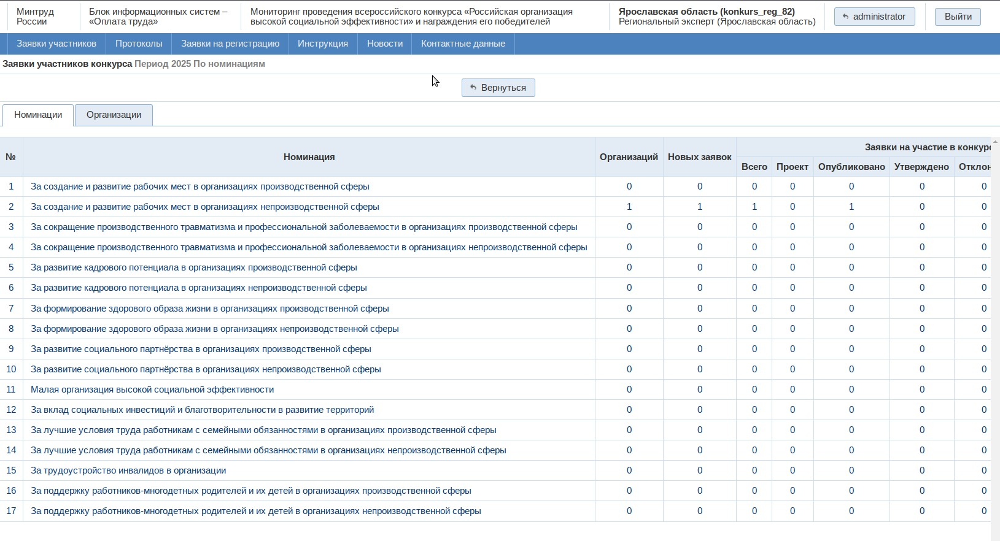 Минтруд России
Блок информационных систем – «Оплата труда»
Мониторинг проведения всероссийского конкурса «Российская организация высокой социальной эффективности» и награждения его победителей
Ярославская область (konkurs_reg_82)
Региональный эксперт (Ярославская область)
administrator
Выйти
Заявки участников Протоколы Заявки на регистрацию Инструкция Новости Контактные данные
Заявки участников конкурса Период 2025 По номинациям
Вернуться
Номинации Организации
№ Номинация Организаций Новых заявок Заявки на участие в
Всего Проект Опубликовано Утверждено
1 За создание и развитие рабочих мест в организациях производственной сферы 0 0 0 0 0 0 0
2 За создание и развитие рабочих мест в организациях непроизводственной сферы 1 1 1 0 1 0 0
3 За сокращение производственного травматизма и профессиональной заболеваемости в организациях производственной сферы 0 0 0 0 0 0 0
4 За сокращение производственного травматизма и профессиональной заболеваемости в организациях непроизводственной сферы 0 0 0 0 0 0 0
5 За развитие кадрового потенциала в организациях производственной сферы 0 0 0 0 0 0 0
6 За развитие кадрового потенциала в организациях непроизводственной сферы 0 0 0 0 0 0 0
7 За формирование здорового образа жизни в организациях производственной сферы 0 0 0 0 0 0 0
8 За формирование здорового образа жизни в организациях непроизводственной сферы 0 0 0 0 0 0 0
9 За развитие социального партнёрства в организациях производственной сферы 0 0 0 0 0 0 0
10 За развитие социального партнёрства в организациях непроизводственной сферы 0 0 0 0 0 0 0
11 Малая организация высокой социальной эффективности 0 0 0 0 0 0 0
12 За вклад социальных инвестиций и благотворительности в развитие территорий 0 0 0 0 0 0 0
13 За лучшие условия труда работникам с семейными обязанностями в организациях производственной сферы 0 0 0 0 0 0 0
14 За лучшие условия труда работникам с семейными обязанностями в организациях непроизводственной сферы 0 0 0 0 0 0 0
15 За трудоустройство инвалидов в организации 0 0 0 0 0 0 0
16 За поддержку работников-многодетных родителей и их детей в организациях производственной сферы 0 0 0 0 0 0 0
17 За поддержку работников-многодетных родителей и их детей в организациях непроизводственной сферы 0 0 0 0 0 0 0